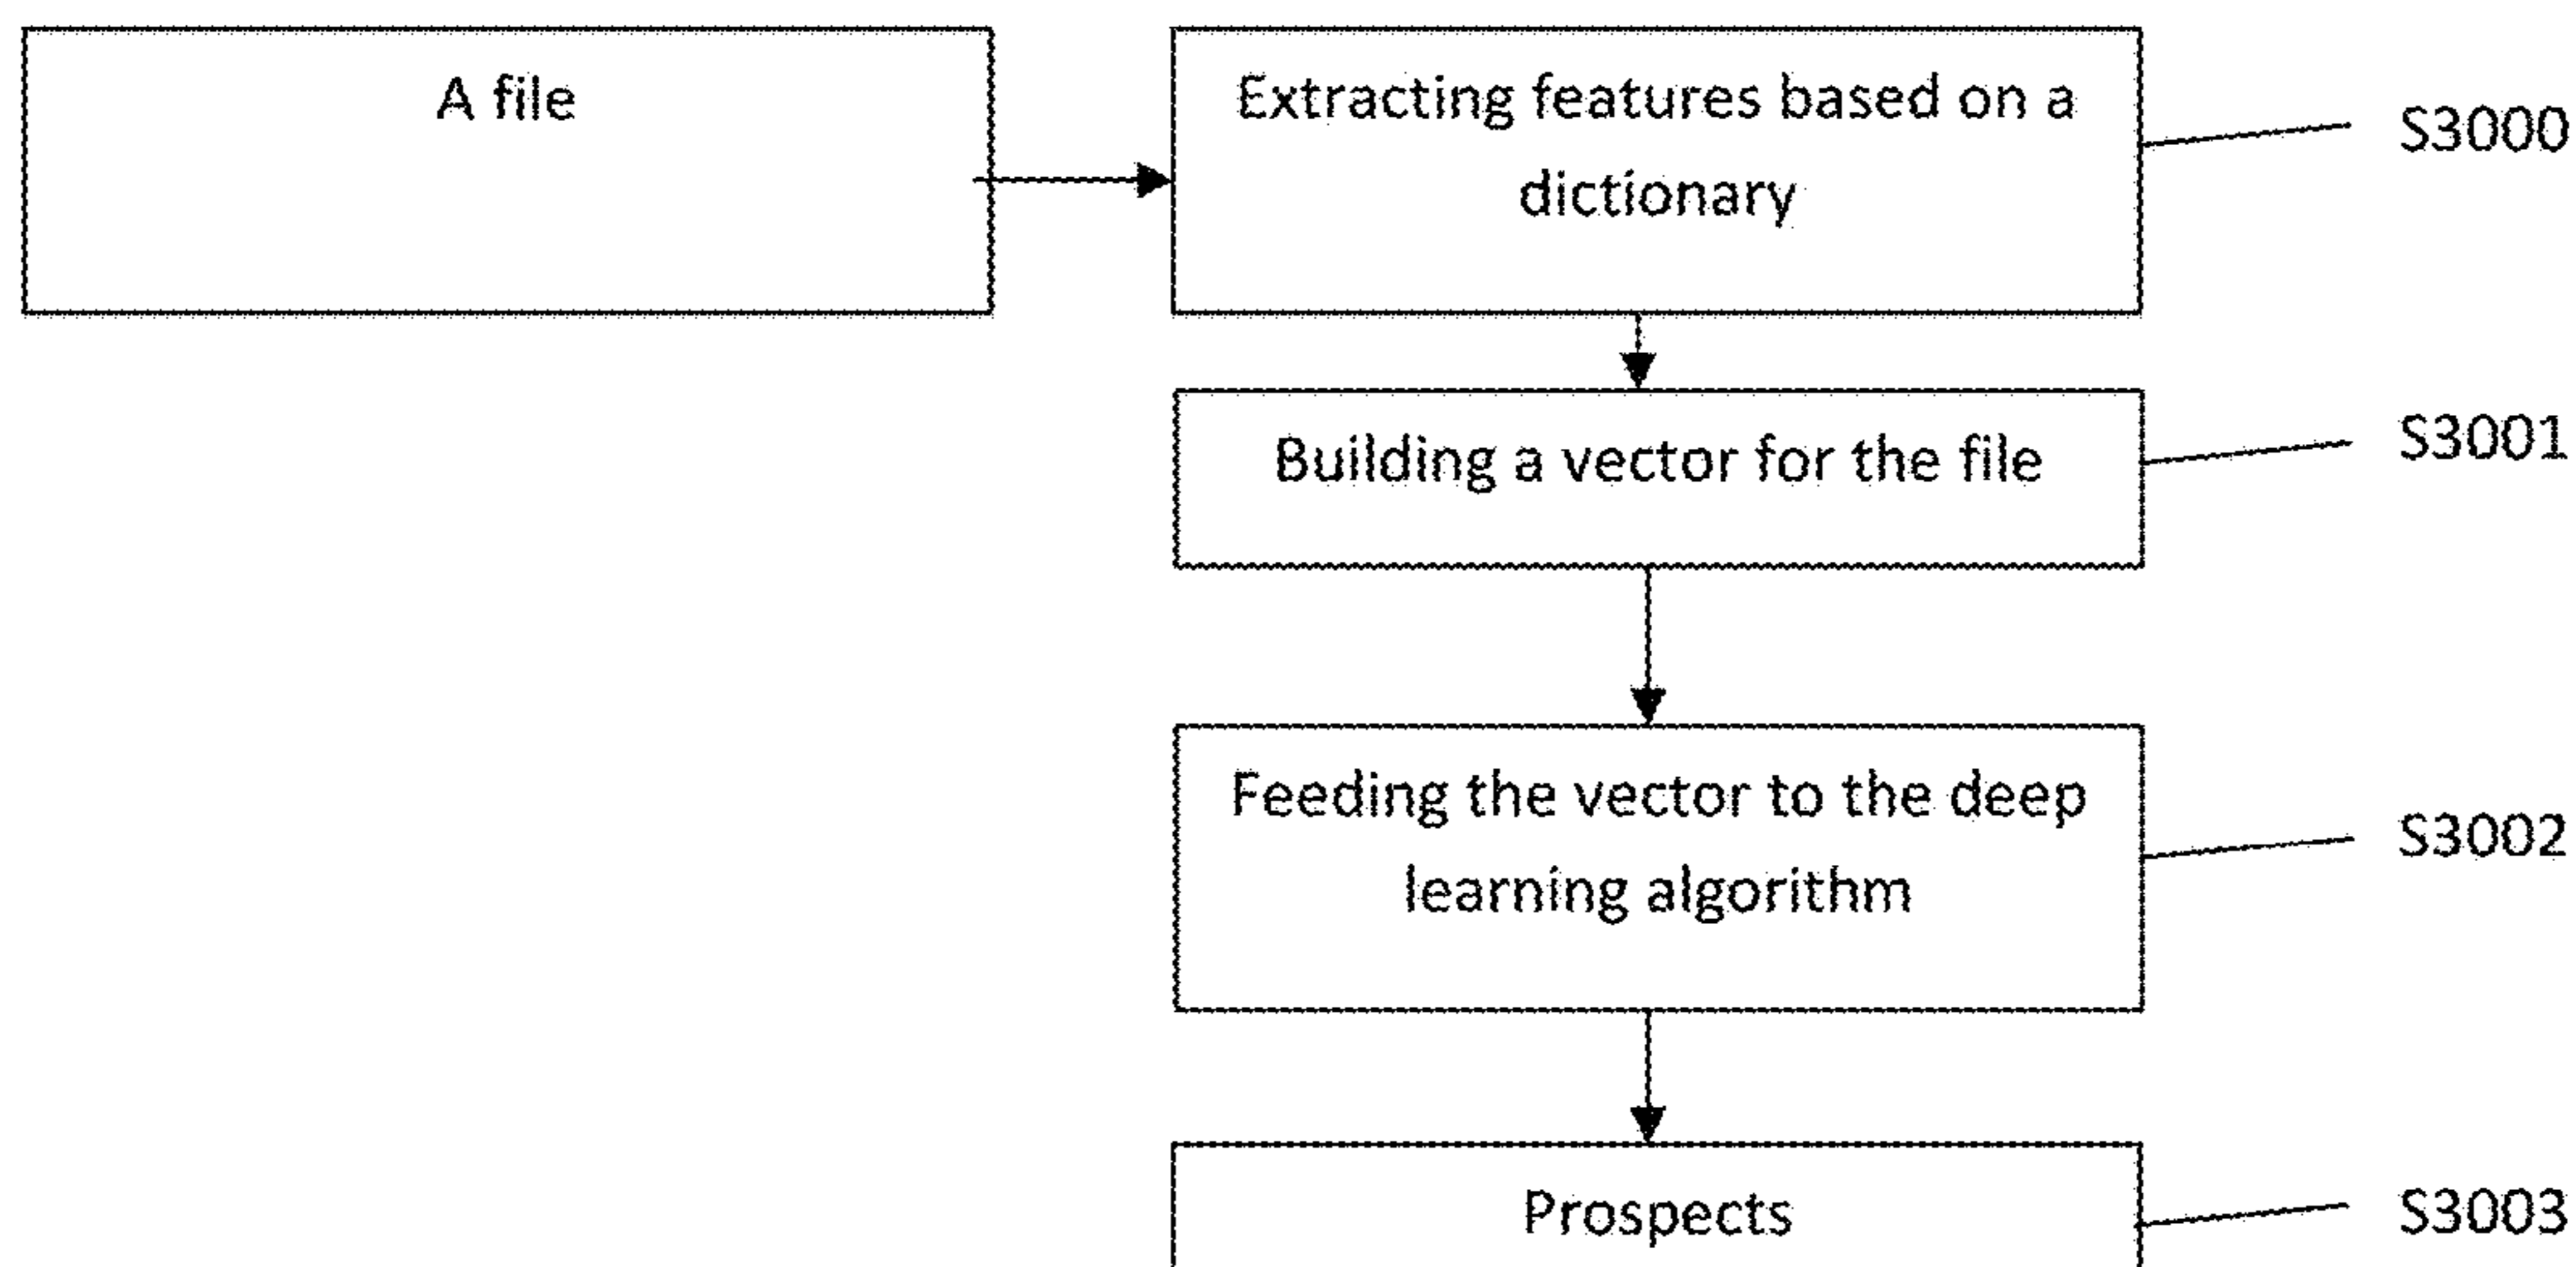 A file
Extracting features based on a
dictionary
S3000
Building a vector for the file
S3001
Feeding the vector to the deep
learning algorithm
S3002
Prospects
S3003